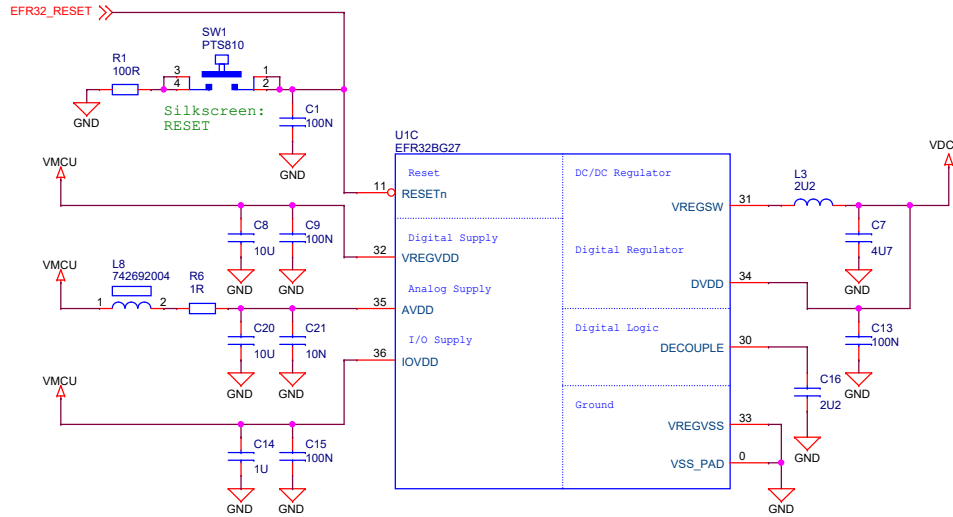 EFR32_RESET
SW1
PTS810
R1
100R
3
4
1
2
Silkscreen:
RESET
C1
100N
GND
GND
U1C
EFR32BG27
VMCU
Reset
11
RESETn
DC/DC Regulator
VREGSW
31
L3
2U2
VDC
C7
4U7
GND
C8
10U
C9
100N
GND
GND
Digital Supply
32
VREGVDD
Digital Regulator
34
DVDD
VMCU
L8
742692004
1
2
R6
1R
Analog Supply
35
AVDD
C20
10U
C21
10N
GND
GND
C13
100N
GND
I/O Supply
36
IOVDD
Digital Logic
30
DECOUPLE
C16
2U2
GND
VMCU
C14
1U
C15
100N
GND
GND
Ground
33
VREGVSS
0
VSS_PAD
GND